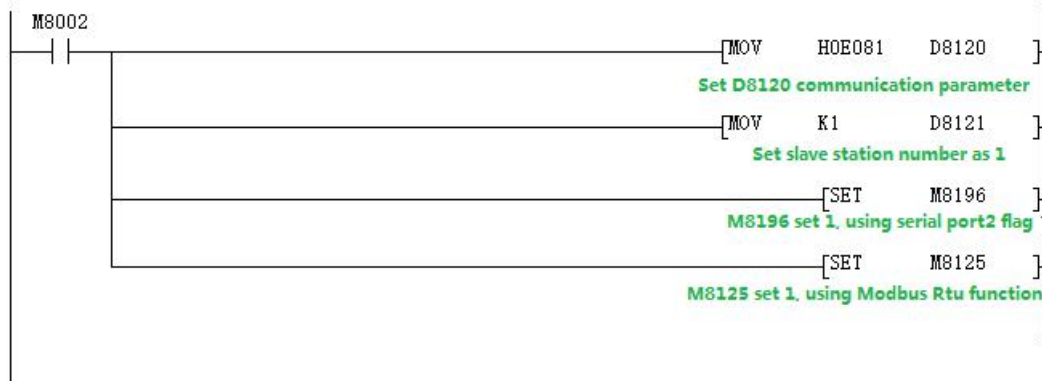 M8002
[MOV H0E081 D8120 ]
Set D8120 communication parameter
[MOV K1 D8121 ]
Set slave station number as 1
[SET M8196 ]
M8196 set 1, using serial port2 flag
[SET M8125 ]
M8125 set 1, using Modbus Rtu function